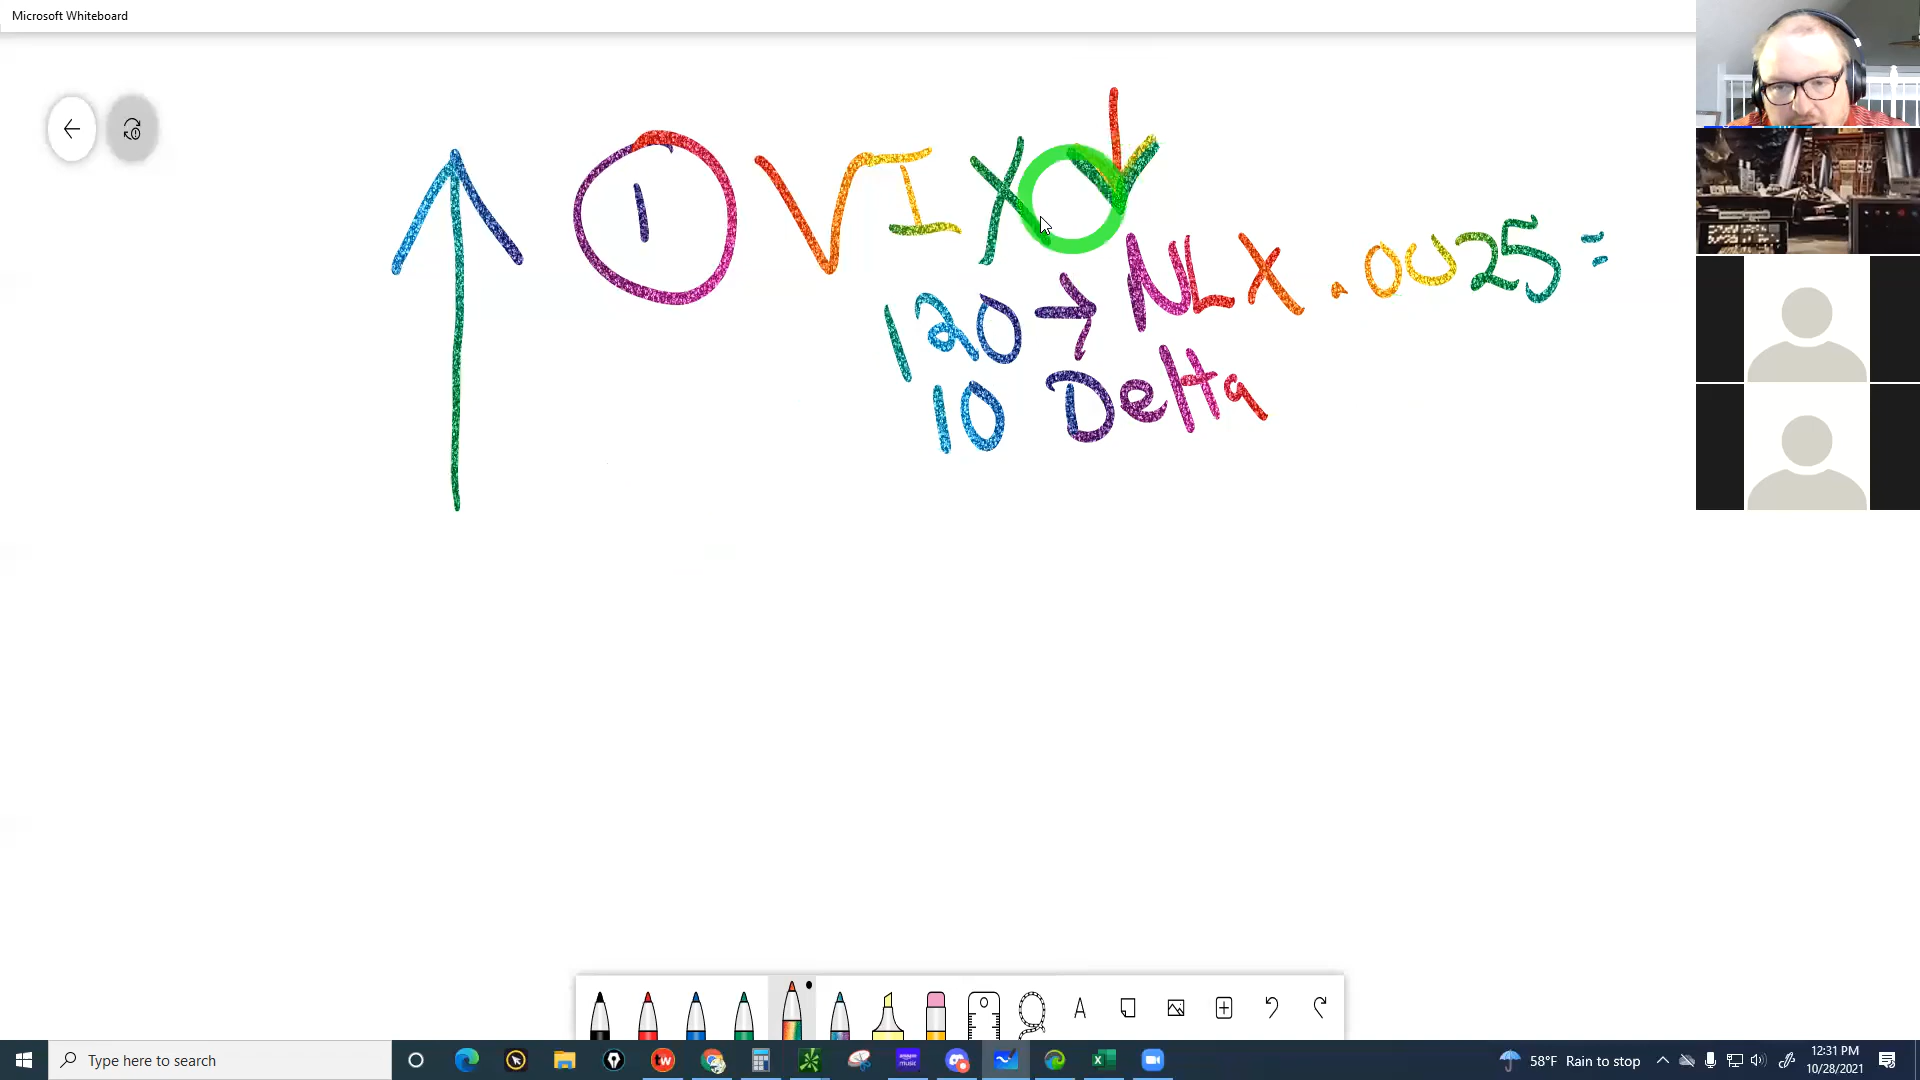 Microsoft Whiteboard
1 VIX
120 → NLX .0025 =
10 Delta
A
Type here to search
58°F Rain to stop
12:31 PM
10/28/2021